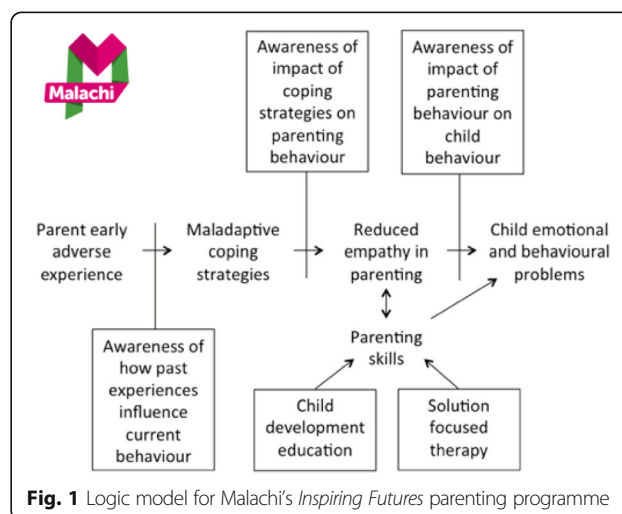 Malachi
Awareness of
impact of
coping
strategies on
parenting
behaviour
Awareness of
impact of
parenting
behaviour on
child
behaviour
Parent early
adverse
experience
Maladaptive
coping
strategies
Reduced
empathy in
parenting
Child emotional
and behavioural
problems
Parenting
skills
Awareness of
how past
experiences
influence
current
behaviour
Child
development
education
Solution
focused
therapy
Fig. 1 Logic model for Malachi's Inspiring Futures parenting programme